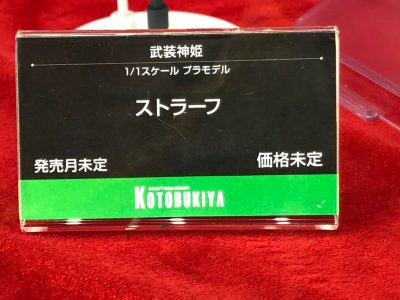 武装神姫
1/1スケール プラモデル
ストラーフ
発売月未定 価格未定
CRAFTSMANSHIP
KOTOBUKIYA